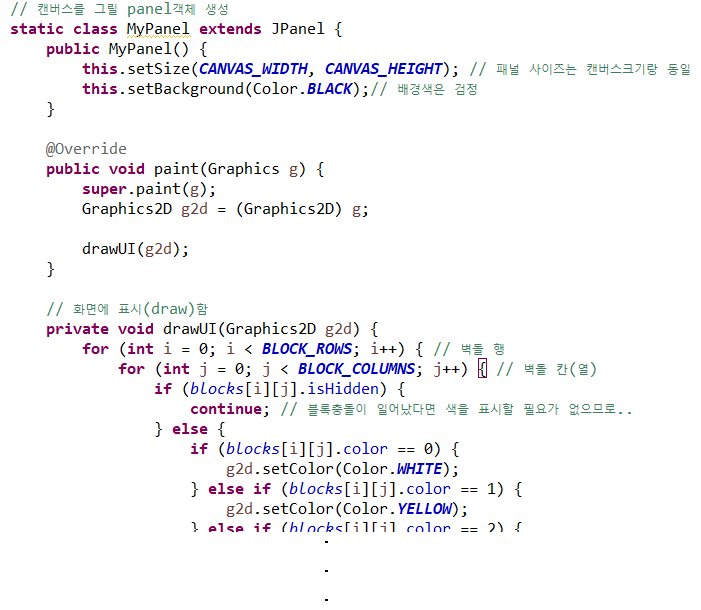 // 캔버스를 그릴 panel객체 생성
static class MyPanel extends JPanel {
    public MyPanel() {
        this.setSize(CANVAS_WIDTH, CANVAS_HEIGHT); // 패널 사이즈는 캔버스크기랑 동일
        this.setBackground(Color.BLACK);// 배경색은 검정
    }

    @Override
    public void paint(Graphics g) {
        super.paint(g);
        Graphics2D g2d = (Graphics2D) g;

        drawUI(g2d);
    }

    // 화면에 표시(draw)함
    private void drawUI(Graphics2D g2d) {
        for (int i = 0; i < BLOCK_ROWS; i++) { // 벽돌 행
            for (int j = 0; j < BLOCK_COLUMNS; j++) { // 벽돌 칸(열)
                if (blocks[i][j].isHidden) {
                    continue; // 블록충돌이 일어났다면 색을 표시할 필요가 없으므로..
                } else {
                    if (blocks[i][j].color == 0) {
                        g2d.setColor(Color.WHITE);
                    } else if (blocks[i][j].color == 1) {
                        g2d.setColor(Color.YELLOW);
                    } else if (blocks[i][j].color == 2) {
.
.
.